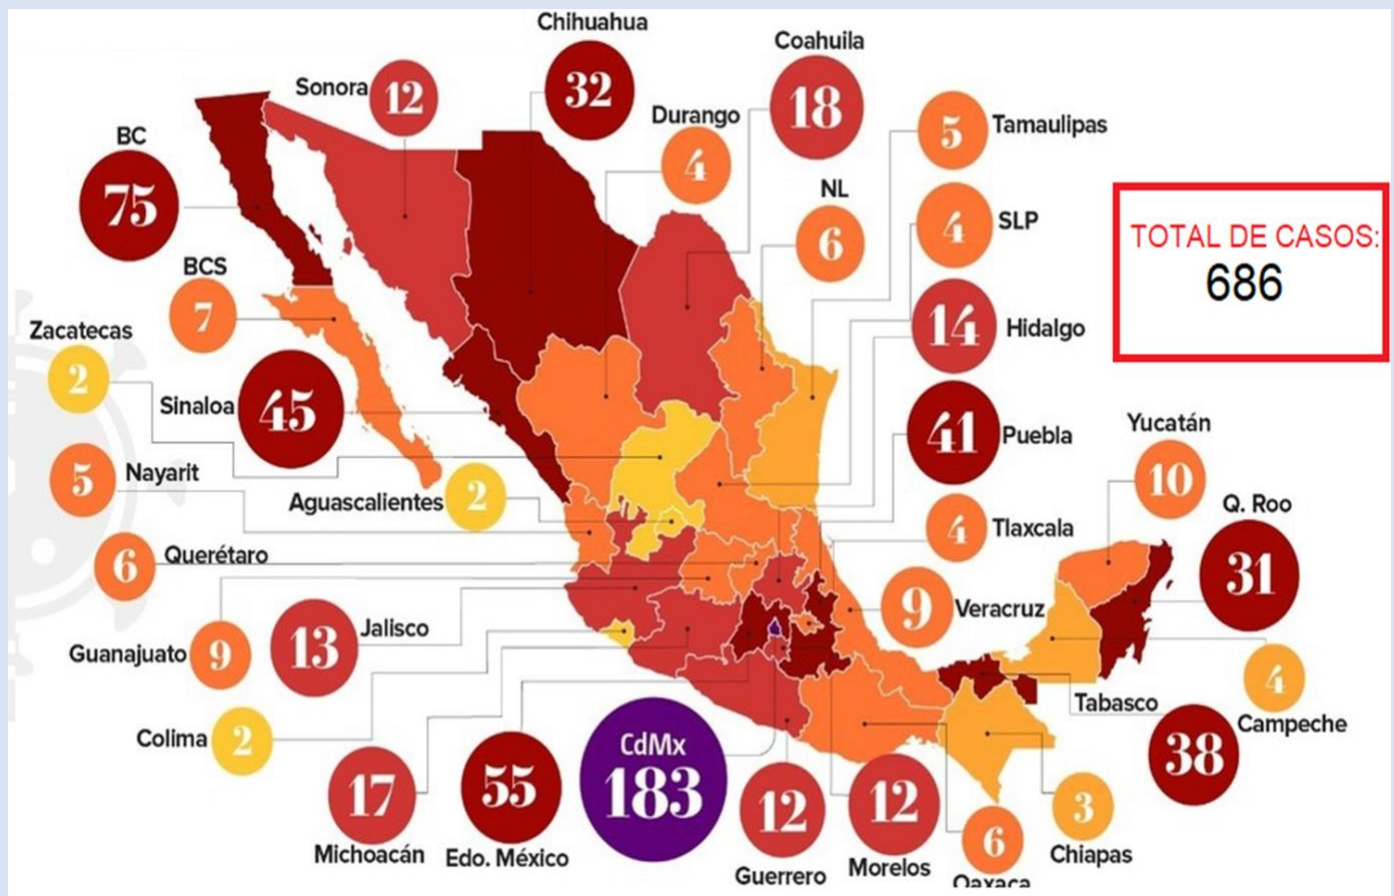 Chihuahua
32
Coahuila
18
Sonora
12
Durango
4
Tamaulipas
5
BC
75
NL
6
SLP
4
TOTAL DE CASOS:
686
BCS
7
Hidalgo
14
Zacatecas
2
Sinaloa
45
Puebla
41
Yucatán
10
Nayarit
5
Aguascalientes
2
Tlaxcala
4
Q. Roo
31
Querétaro
6
Veracruz
9
Jalisco
13
Guanajuato
9
Campeche
4
Tabasco
38
Colima
2
CdMx
183
Michoacán
17
Edo. México
55
Guerrero
12
Morelos
12
Oaxaca
6
Chiapas
3